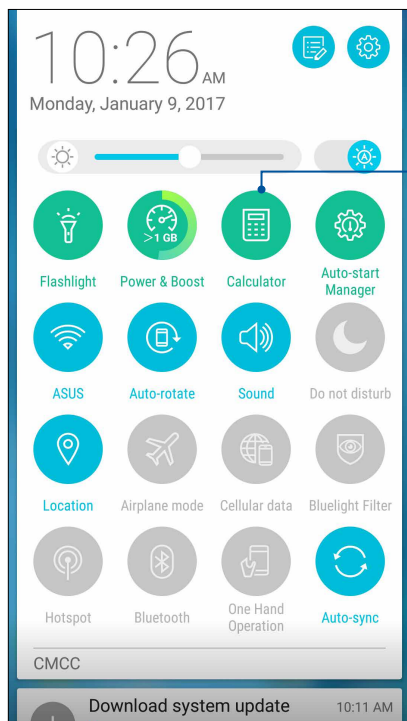 10:26 AM
Monday, January 9, 2017
A
>1 GB
Flashlight Power & Boost Calculator Auto-start
Manager
ASUS Auto-rotate Sound Do not disturb
Location Airplane mode Cellular data Bluelight Filter
Hotspot Bluetooth One Hand
Operation Auto-sync
CMCC
Download system update 10:11 AM